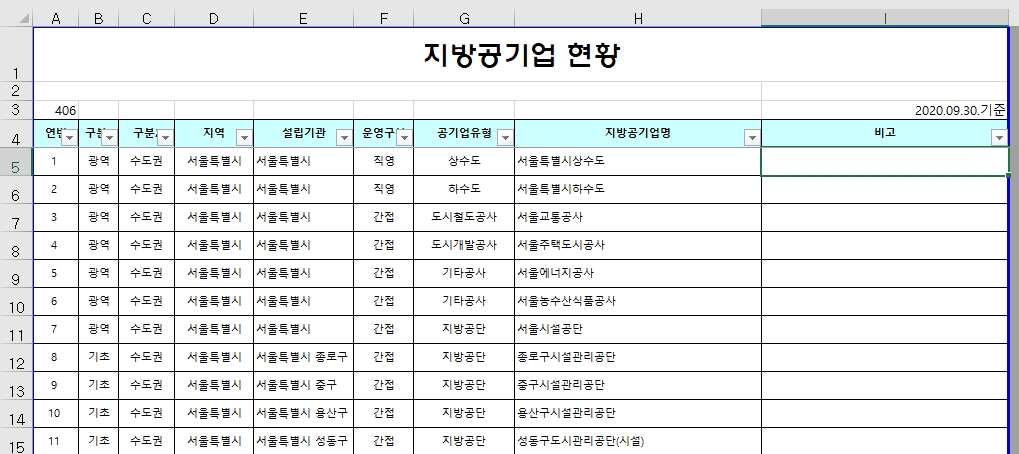 A B C D E F G H I
1 지방공기업 현황
2
3 406 2020.09.30.기준
4 연번 구분 구분 지역 설립기관 운영구분 공기업유형 지방공기업명 비고
5 1 광역 수도권 서울특별시 서울특별시 직영 상수도 서울특별시상수도
6 2 광역 수도권 서울특별시 서울특별시 직영 하수도 서울특별시하수도
7 3 광역 수도권 서울특별시 서울특별시 간접 도시철도공사 서울교통공사
8 4 광역 수도권 서울특별시 서울특별시 간접 도시개발공사 서울주택도시공사
9 5 광역 수도권 서울특별시 서울특별시 간접 기타공사 서울에너지공사
10 6 광역 수도권 서울특별시 서울특별시 간접 기타공사 서울농수산식품공사
11 7 광역 수도권 서울특별시 서울특별시 간접 지방공단 서울시설공단
12 8 기초 수도권 서울특별시 서울특별시 종로구 간접 지방공단 종로구시설관리공단
13 9 기초 수도권 서울특별시 서울특별시 중구 간접 지방공단 중구시설관리공단
14 10 기초 수도권 서울특별시 서울특별시 용산구 간접 지방공단 용산구시설관리공단
15 11 기초 수도권 서울특별시 서울특별시 성동구 간접 지방공단 성동구도시관리공단(시설)